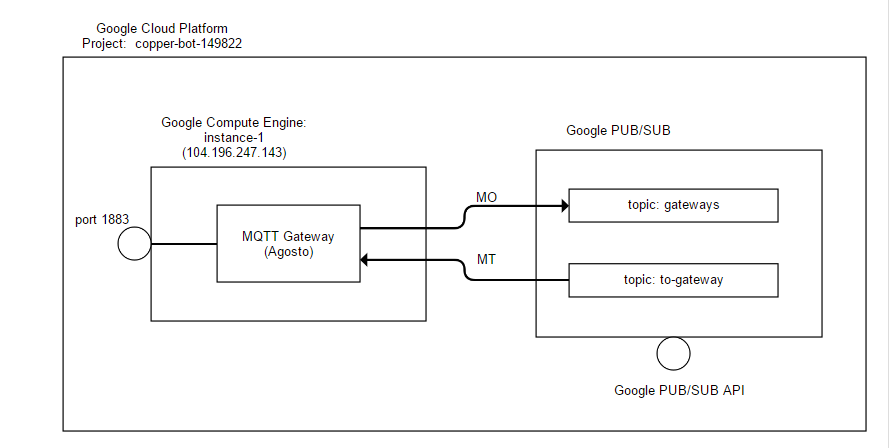 Google Cloud Platform
Project:  copper-bot-149822
Google Compute Engine:
instance-1
(104.196.247.143)
Google PUB/SUB
port 1883
MQTT Gateway
(Agosto)
MO
topic: gateways
MT
topic: to-gateway
Google PUB/SUB API